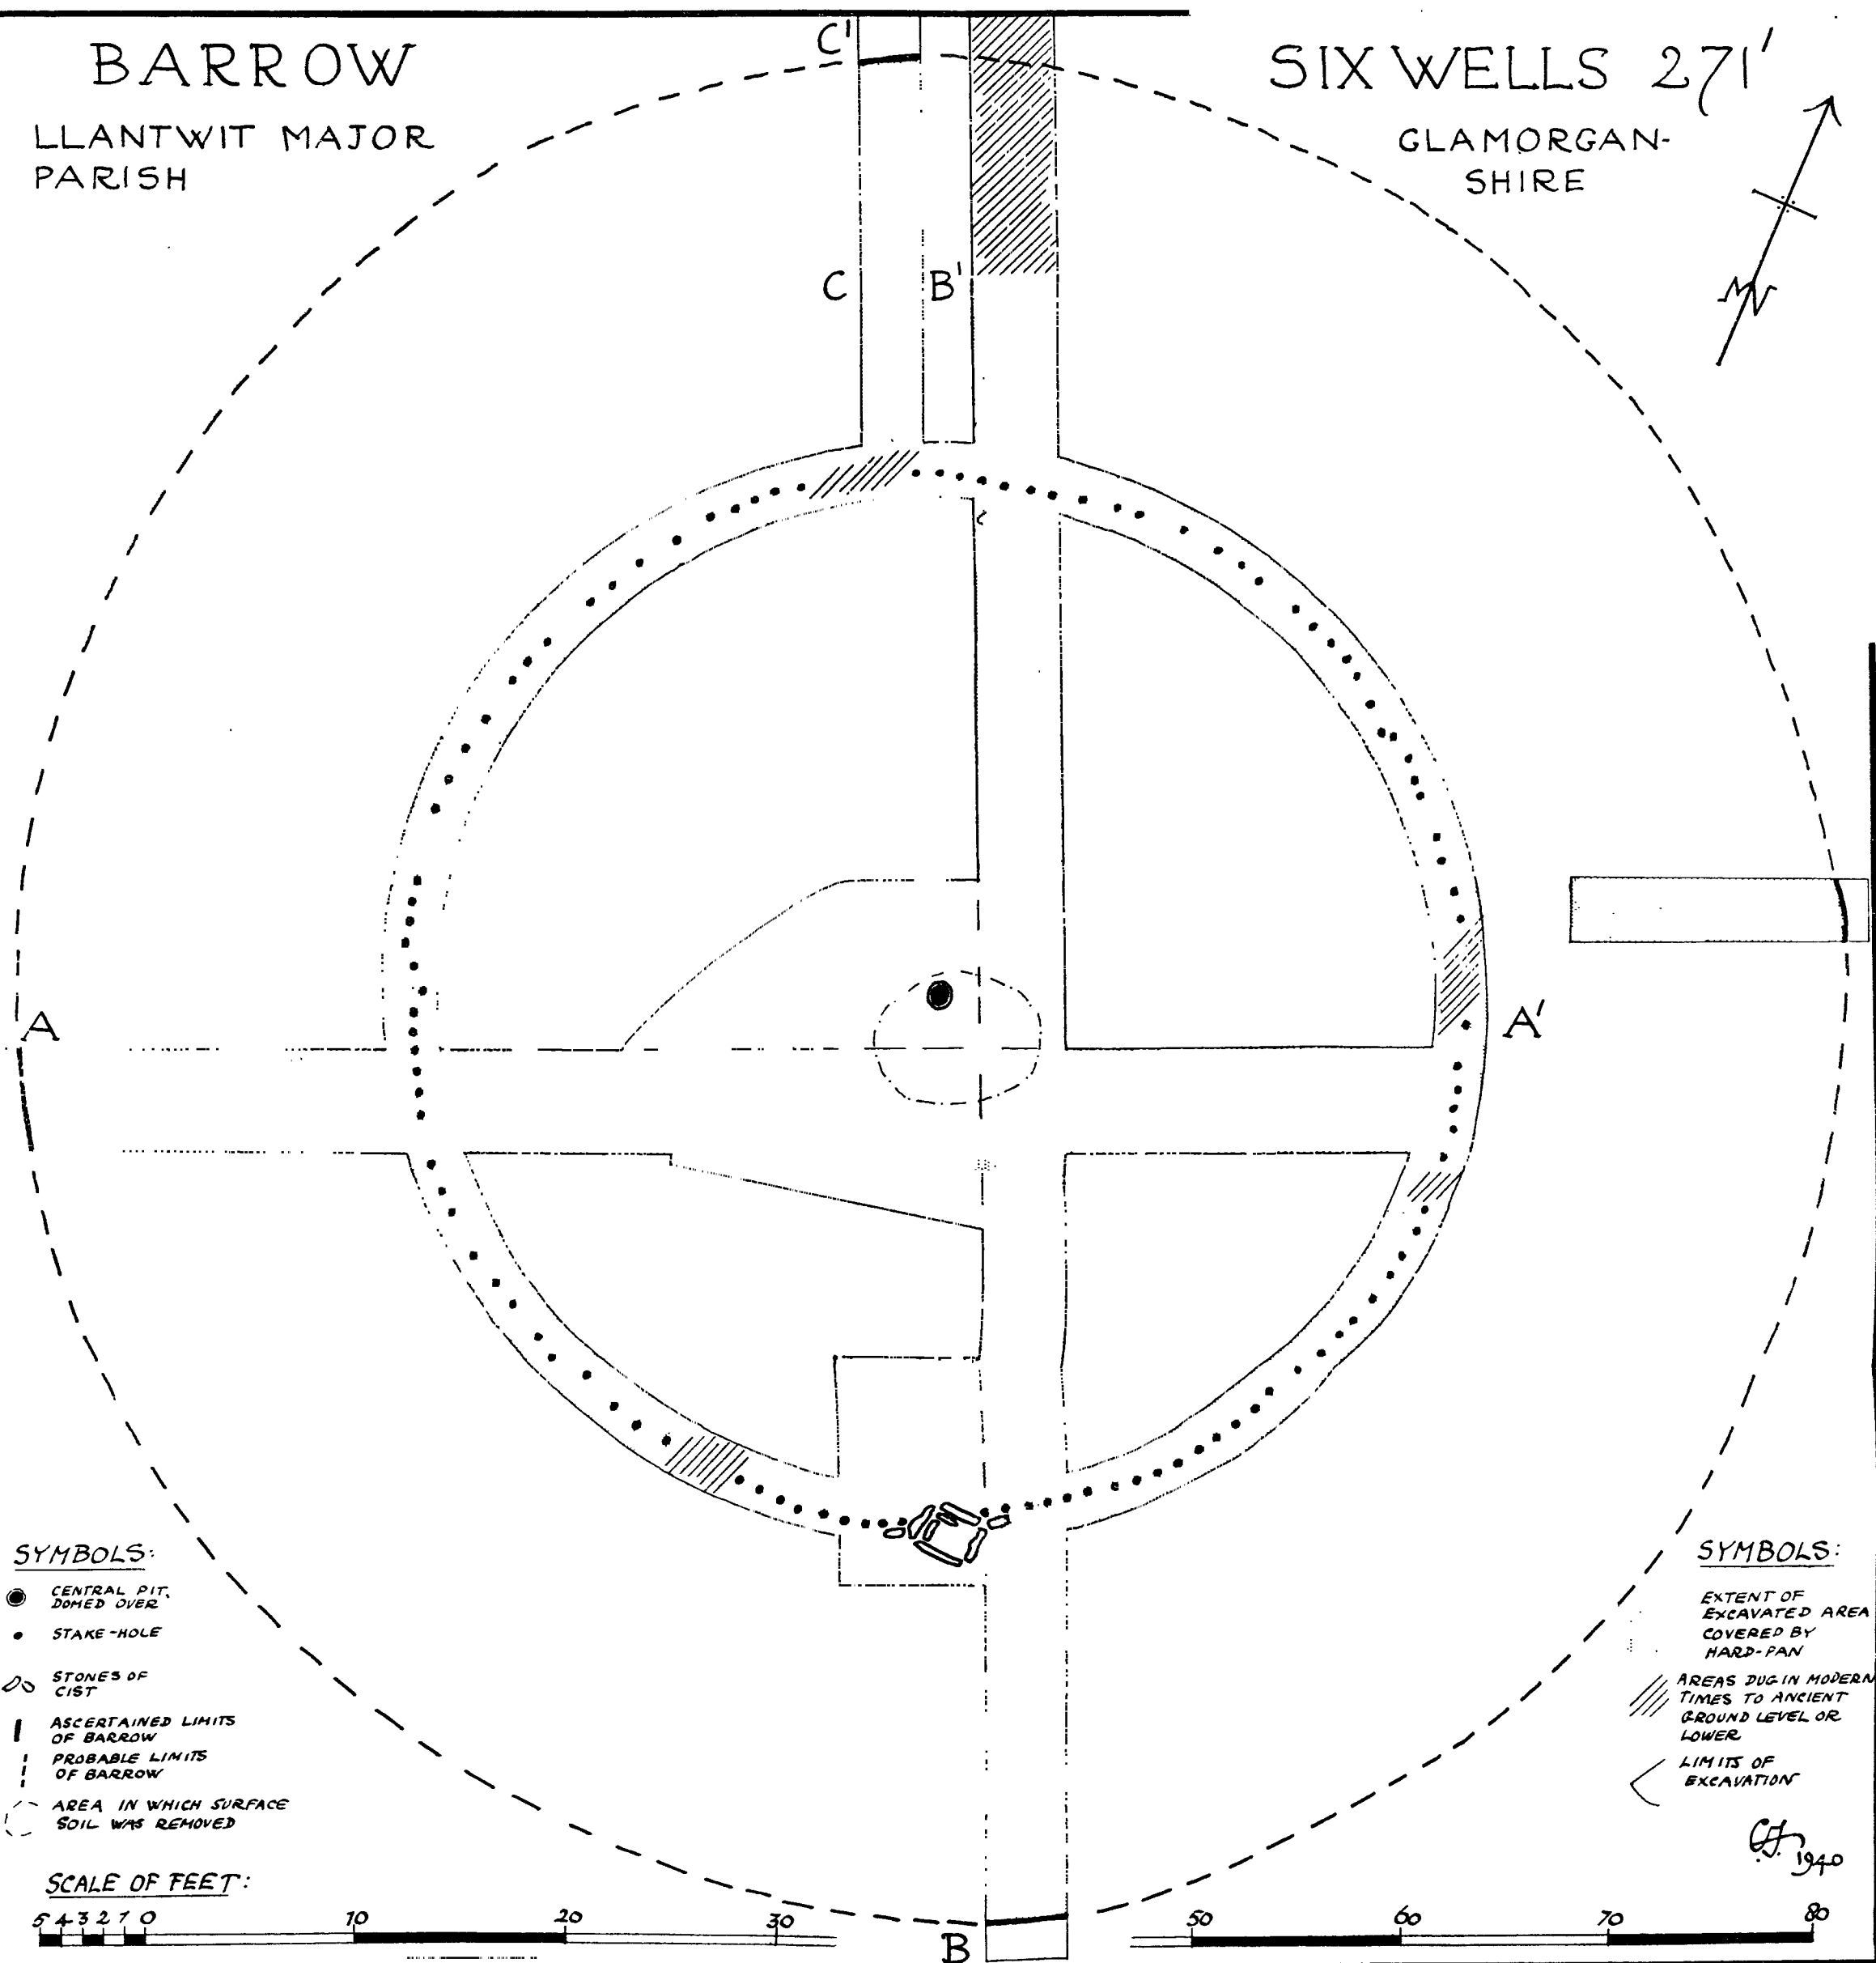 BARROW
LLANTWIT MAJOR
PARISH
SIX WELLS 271'
GLAMORGAN-
SHIRE
N
C'
C
B'
A
A'
B
SYMBOLS:
CENTRAL PIT,
DOMED OVER
STAKE-HOLE
STONES OF
CIST
ASCERTAINED LIMITS
OF BARROW
PROBABLE LIMITS
OF BARROW
AREA IN WHICH SURFACE
SOIL WAS REMOVED
SYMBOLS:
EXTENT OF
EXCAVATED AREA
COVERED BY
HARD-PAN
AREAS DUG IN MODERN
TIMES TO ANCIENT
GROUND LEVEL OR
LOWER
LIMITS OF
EXCAVATION
C.F.
1940
SCALE OF FEET:
5 4 3 2 1 0 10 20 30 50 60 70 80